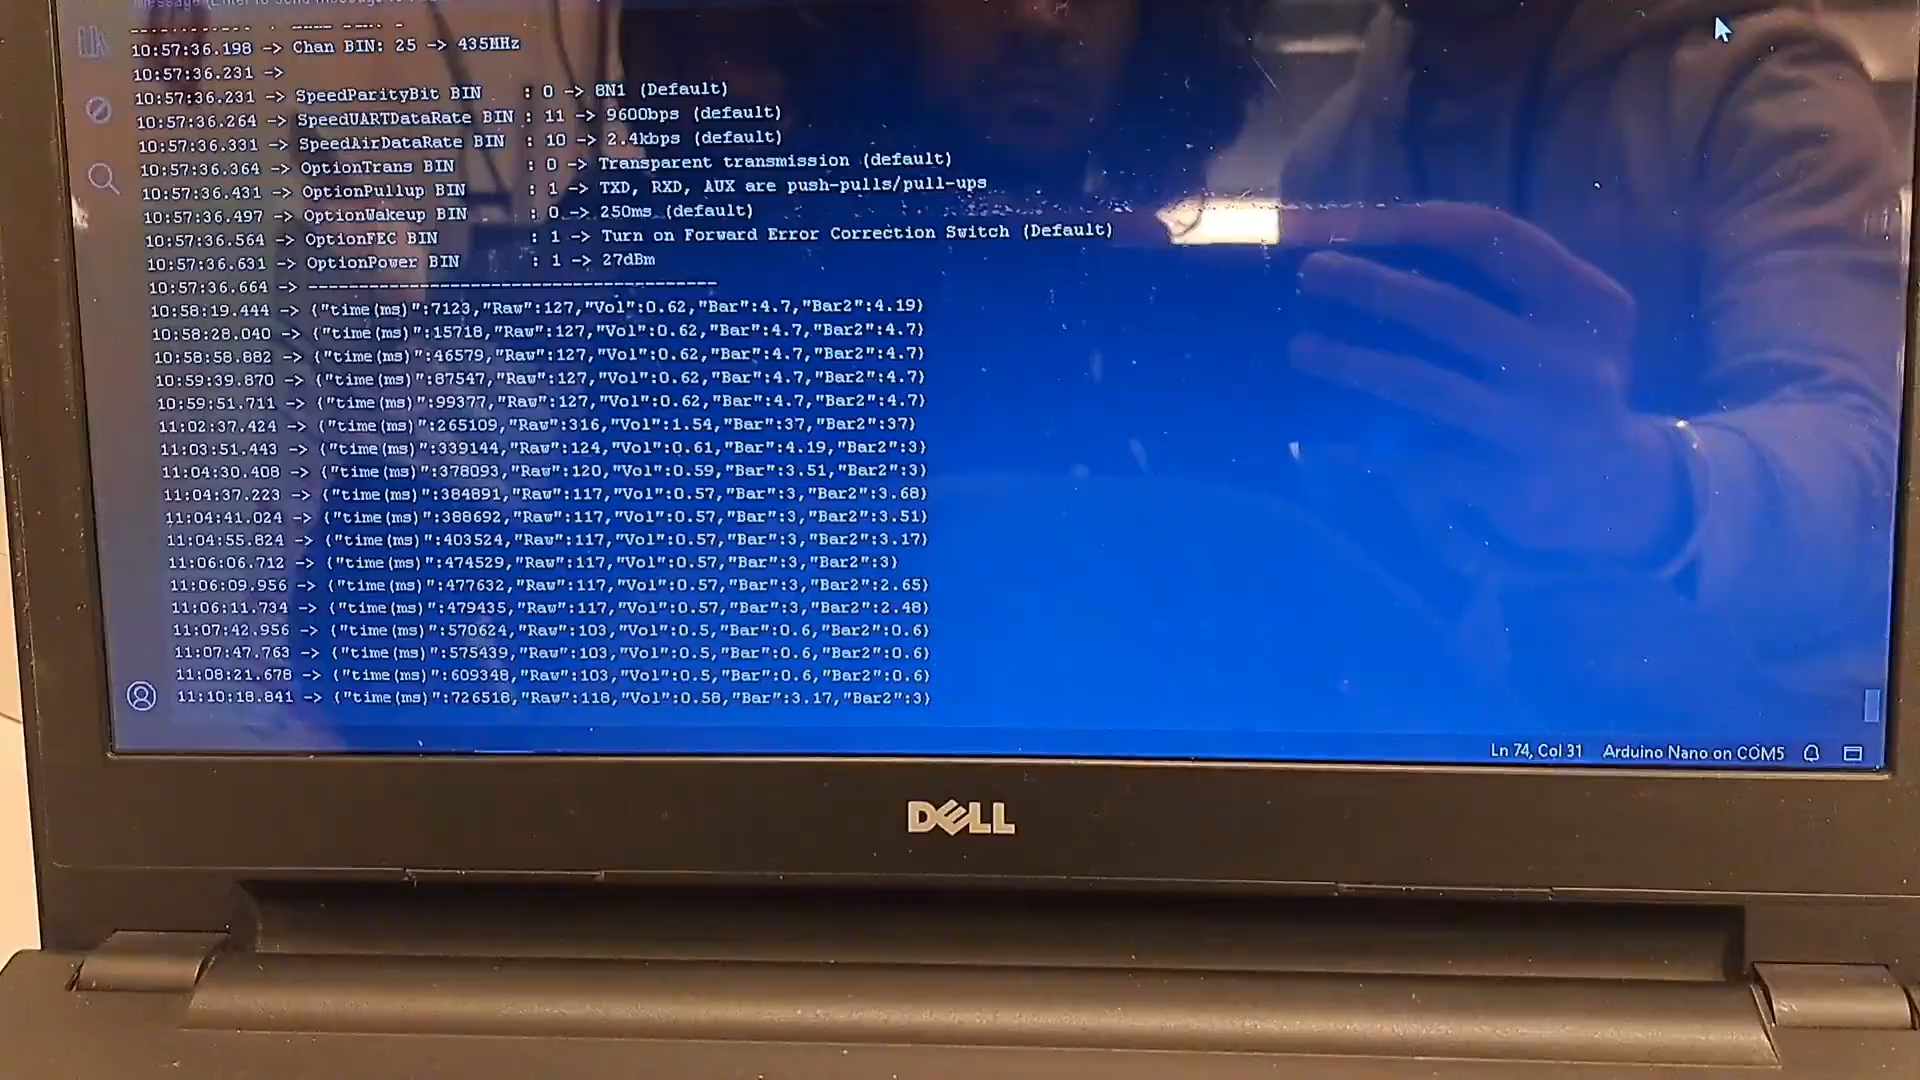 10:57:36.198 -> Chan BIN: 25 -> 435MHz
10:57:36.231 ->
10:57:36.231 -> SpeedParityBit BIN : 0 -> 8N1 (Default)
10:57:36.264 -> SpeedUARTDataRate BIN : 11 -> 9600bps (default)
10:57:36.331 -> SpeedAirDataRate BIN : 10 -> 2.4kbps (default)
10:57:36.364 -> OptionTrans BIN : 0 -> Transparent transmission (default)
10:57:36.431 -> OptionPullup BIN : 1 -> TXD, RXD, AUX are push-pulls/pull-ups
10:57:36.497 -> OptionWakeup BIN : 0 -> 250ms (default)
10:57:36.564 -> OptionFEC BIN : 1 -> Turn on Forward Error Correction Switch (Default)
10:57:36.631 -> OptionPower BIN : 1 -> 27dBm
10:57:36.664 -> ----------------------------------------
10:58:19.444 -> {"time(ms)":7123,"Raw":127,"Vol":0.62,"Bar":4.7,"Bar2":4.19}
10:58:28.040 -> {"time(ms)":15718,"Raw":127,"Vol":0.62,"Bar":4.7,"Bar2":4.7}
10:58:58.882 -> {"time(ms)":46579,"Raw":127,"Vol":0.62,"Bar":4.7,"Bar2":4.7}
10:59:39.870 -> {"time(ms)":87547,"Raw":127,"Vol":0.62,"Bar":4.7,"Bar2":4.7}
10:59:51.711 -> {"time(ms)":99377,"Raw":127,"Vol":0.62,"Bar":4.7,"Bar2":4.7}
11:02:37.424 -> {"time(ms)":265109,"Raw":316,"Vol":1.54,"Bar":37,"Bar2":37}
11:03:51.443 -> {"time(ms)":339144,"Raw":124,"Vol":0.61,"Bar":4.19,"Bar2":3}
11:04:30.408 -> {"time(ms)":378093,"Raw":120,"Vol":0.59,"Bar":3.51,"Bar2":3}
11:04:37.223 -> {"time(ms)":384891,"Raw":117,"Vol":0.57,"Bar":3,"Bar2":3.68}
11:04:41.024 -> {"time(ms)":388692,"Raw":117,"Vol":0.57,"Bar":3,"Bar2":3.51}
11:04:55.824 -> {"time(ms)":403524,"Raw":117,"Vol":0.57,"Bar":3,"Bar2":3.17}
11:06:06.712 -> {"time(ms)":474529,"Raw":117,"Vol":0.57,"Bar":3,"Bar2":3}
11:06:09.956 -> {"time(ms)":477632,"Raw":117,"Vol":0.57,"Bar":3,"Bar2":2.65}
11:06:11.734 -> {"time(ms)":479435,"Raw":117,"Vol":0.57,"Bar":3,"Bar2":2.48}
11:07:42.956 -> {"time(ms)":570624,"Raw":103,"Vol":0.5,"Bar":0.6,"Bar2":0.6}
11:07:47.763 -> {"time(ms)":575439,"Raw":103,"Vol":0.5,"Bar":0.6,"Bar2":0.6}
11:08:21.678 -> {"time(ms)":609348,"Raw":103,"Vol":0.5,"Bar":0.6,"Bar2":0.6}
11:10:18.841 -> {"time(ms)":726518,"Raw":118,"Vol":0.58,"Bar":3.17,"Bar2":3}
Ln 74, Col 31 Arduino Nano on COM5
DELL